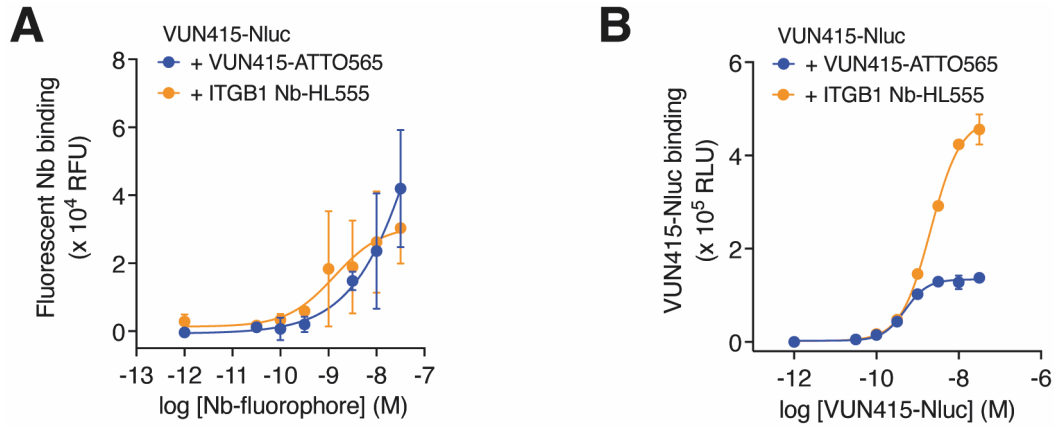 A
VUN415-Nluc
+ VUN415-ATTO565
+ ITGB1 Nb-HL555
Fluorescent Nb binding
(x 10⁴ RFU)
8
6
4
2
0
-13 -12 -11 -10 -9 -8 -7
log [Nb-fluorophore] (M)
B
VUN415-Nluc
+ VUN415-ATTO565
+ ITGB1 Nb-HL555
VUN415-Nluc binding
(x 10⁵ RLU)
6
4
2
0
-12 -10 -8 -6
log [VUN415-Nluc] (M)